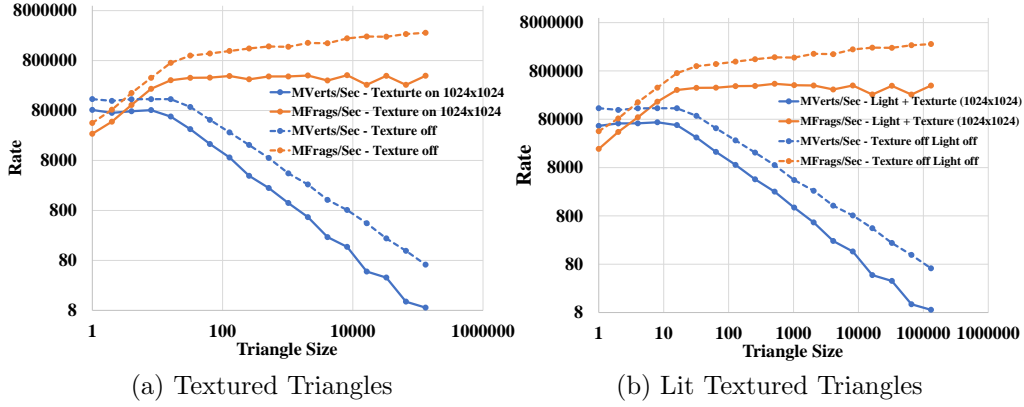 8000000
800000
80000
8000
800
80
8
Rate
1
100
10000
1000000
Triangle Size
MVerts/Sec - Texture on 1024x1024
MFrags/Sec - Texture on 1024x1024
MVerts/Sec - Texture off
MFrags/Sec - Texture off
(a) Textured Triangles
8000000
800000
80000
8000
800
80
8
Rate
1
10
100
1000
10000
100000
1000000
Triangle Size
MVerts/Sec - Light + Texturte (1024x1024)
MFrags/Sec - Light + Texture (1024x1024)
MVerts/Sec - Texture off Light off
MFrags/Sec - Texture off Light off
(b) Lit Textured Triangles